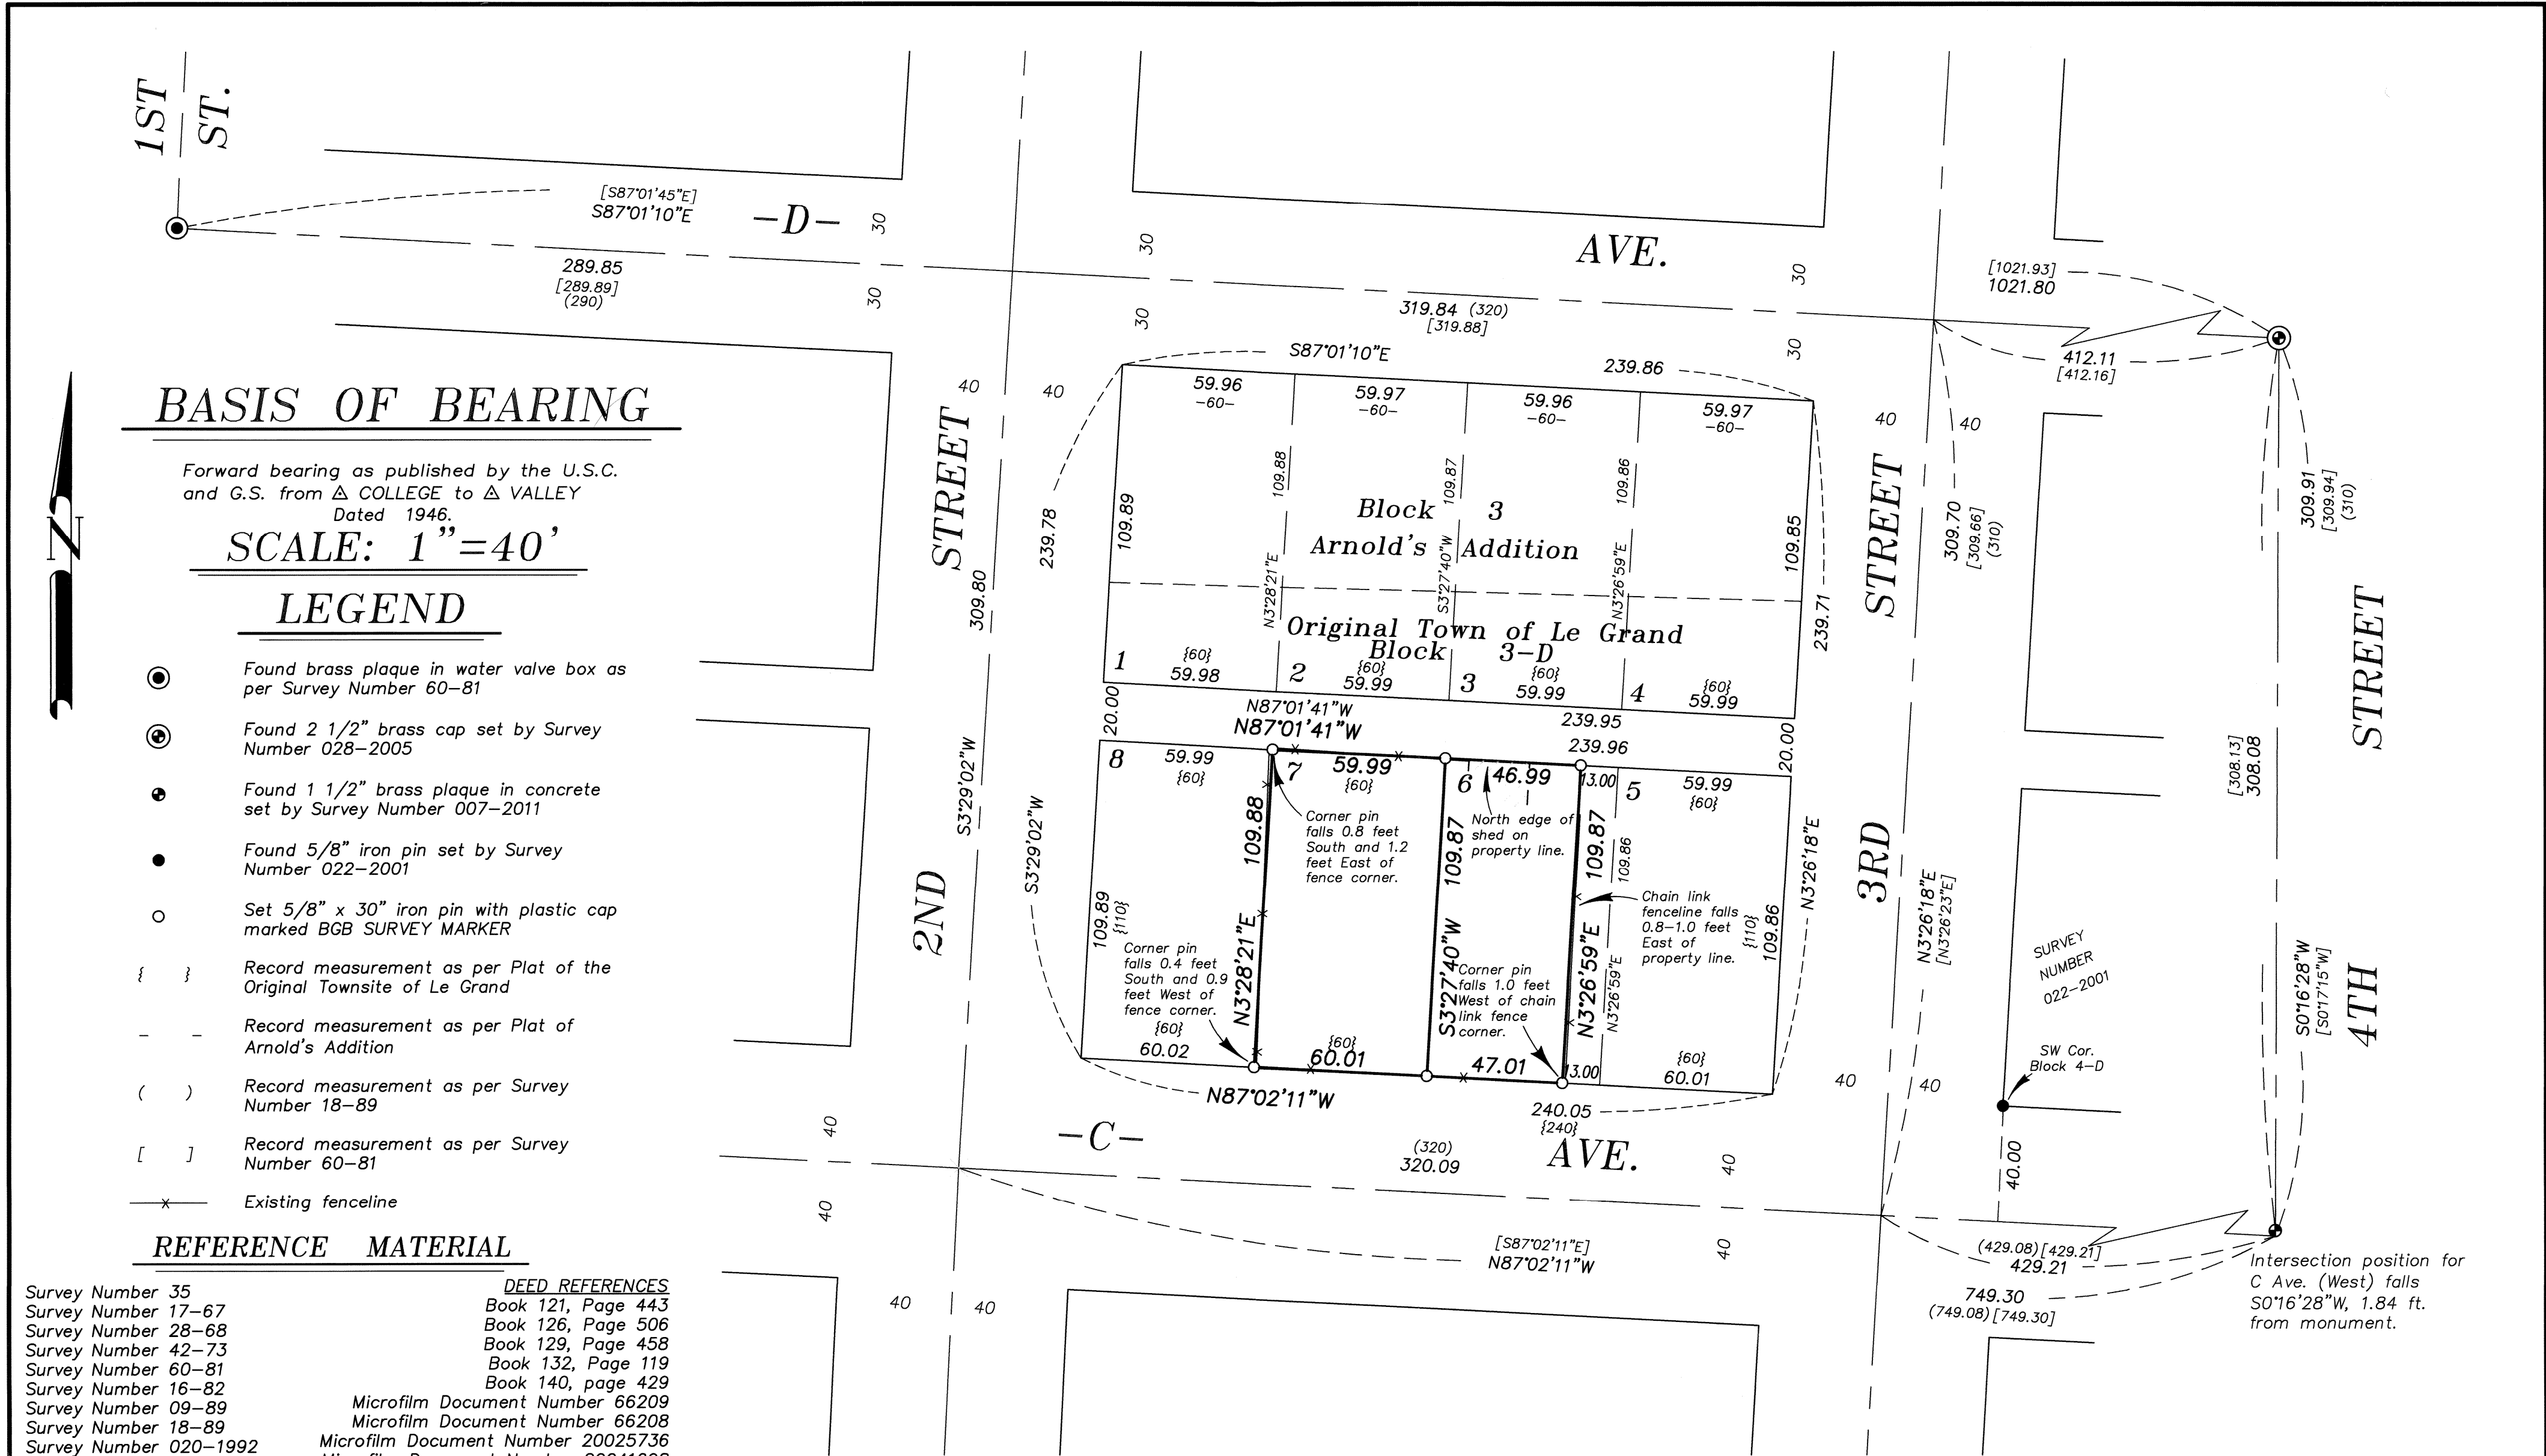 1ST ST.
[S87°01'45"E]
S87°01'10"E
-D-
30
30
289.85
[289.89]
(290)
30
30
30
30
AVE.
319.84 (320)
[319.88]
[1021.93]
1021.80
412.11
[412.16]
BASIS OF BEARING
Forward bearing as published by the U.S.C.
and G.S. from △ COLLEGE to △ VALLEY
Dated 1946.
SCALE: 1"=40'
N
LEGEND
Found brass plaque in water valve box as
per Survey Number 60-81
Found 2 1/2" brass cap set by Survey
Number 028-2005
Found 1 1/2" brass plaque in concrete
set by Survey Number 007-2011
Found 5/8" iron pin set by Survey
Number 022-2001
Set 5/8" x 30" iron pin with plastic cap
marked BGB SURVEY MARKER
{ } Record measurement as per Plat of the
Original Townsite of Le Grand
- - Record measurement as per Plat of
Arnold's Addition
( ) Record measurement as per Survey
Number 18-89
[ ] Record measurement as per Survey
Number 60-81
x Existing fenceline
REFERENCE MATERIAL
Survey Number 35
Survey Number 17-67
Survey Number 28-68
Survey Number 42-73
Survey Number 60-81
Survey Number 16-82
Survey Number 09-89
Survey Number 18-89
Survey Number 020-1992
DEED REFERENCES
Book 121, Page 443
Book 126, Page 506
Book 129, Page 458
Book 132, Page 119
Book 140, page 429
Microfilm Document Number 66209
Microfilm Document Number 66208
Microfilm Document Number 20025736
2ND STREET
40
40
309.80
S3°29'02"W
239.78
S3°29'02"W
S87°01'10"E
239.86
59.96
-60-
59.97
-60-
59.96
-60-
59.97
-60-
109.89
109.88
109.87
109.86
109.85
N3°28'21"E
S3°27'40"W
N3°26'59"E
Block 3
Arnold's Addition
Original Town of Le Grand
Block 3-D
1
{60}
59.98
2
{60}
59.99
3
{60}
59.99
4
{60}
59.99
20.00
N87°01'41"W
N87°01'41"W
239.95
239.96
20.00
8
59.99
{60}
7
59.99
{60}
6
46.99
13.00
5
59.99
{60}
Corner pin
falls 0.8 feet
South and 1.2
feet East of
fence corner.
North edge of
shed on
property line.
Chain link
fenceline falls
0.8-1.0 feet
East of
property line.
Corner pin
falls 0.4 feet
South and 0.9
feet West of
fence corner.
Corner pin
falls 1.0 feet
West of chain
link fence
corner.
109.89
{110}
109.88
N3°28'21"E
109.87
S3°27'40"W
109.87
N3°26'59"E
109.86
N3°26'59"E
{110}
109.86
{60}
60.02
{60}
60.01
47.01
13.00
{60}
60.01
N87°02'11"W
240.05
{240}
239.71
N3°26'18"E
3RD STREET
40
40
309.70
[309.66]
(310)
N3°26'18"E
[N3°26'23"E]
40
40
40
40
-C-
AVE.
(320)
320.09
40
40
[S87°02'11"E]
N87°02'11"W
40
40
4TH STREET
309.91
[309.94]
(310)
[308.13]
308.08
S0°16'28"W
[S0°17'15"W]
SURVEY
NUMBER
022-2001
SW Cor.
Block 4-D
40.00
(429.08)[429.21]
429.21
749.30
(749.08)[749.30]
Intersection position for
C Ave. (West) falls
S0°16'28"W, 1.84 ft.
from monument.